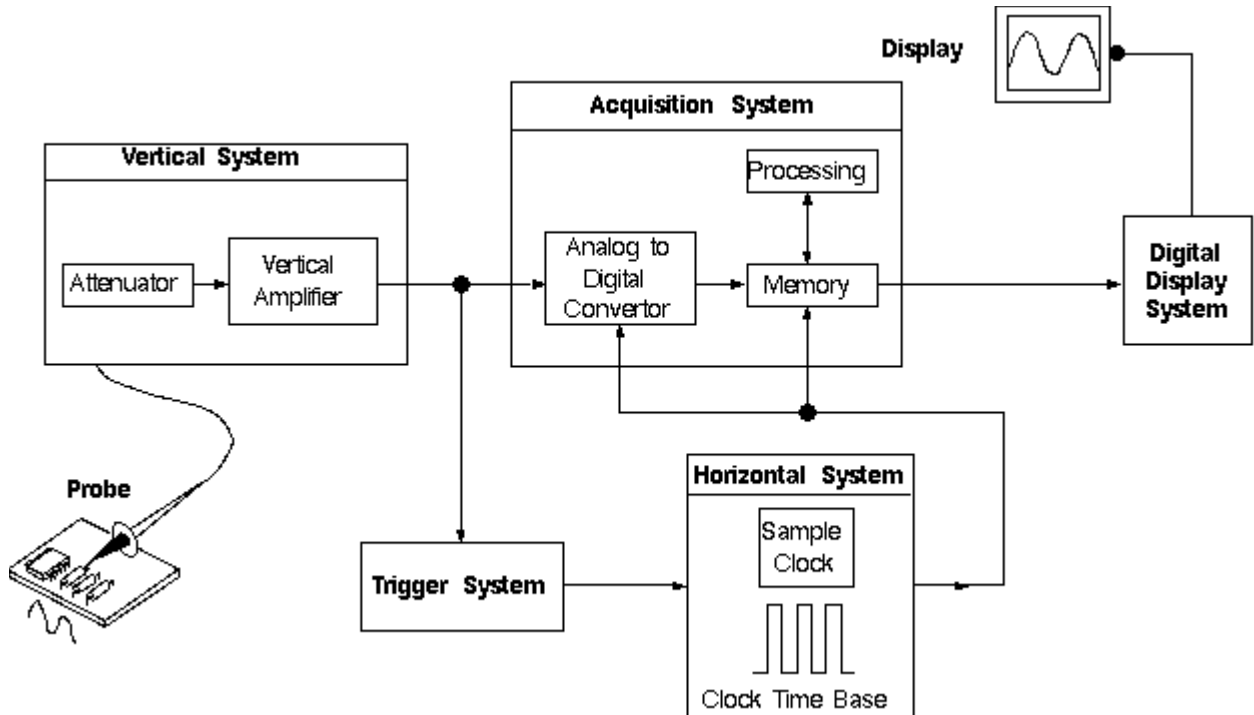 Display
Acquisition System
Vertical System
Processing
Attenuator
Vertical
Amplifier
Analog to
Digital
Convertor
Memory
Digital
Display
System
Probe
Horizontal System
Sample
Clock
Trigger System
Clock Time Base